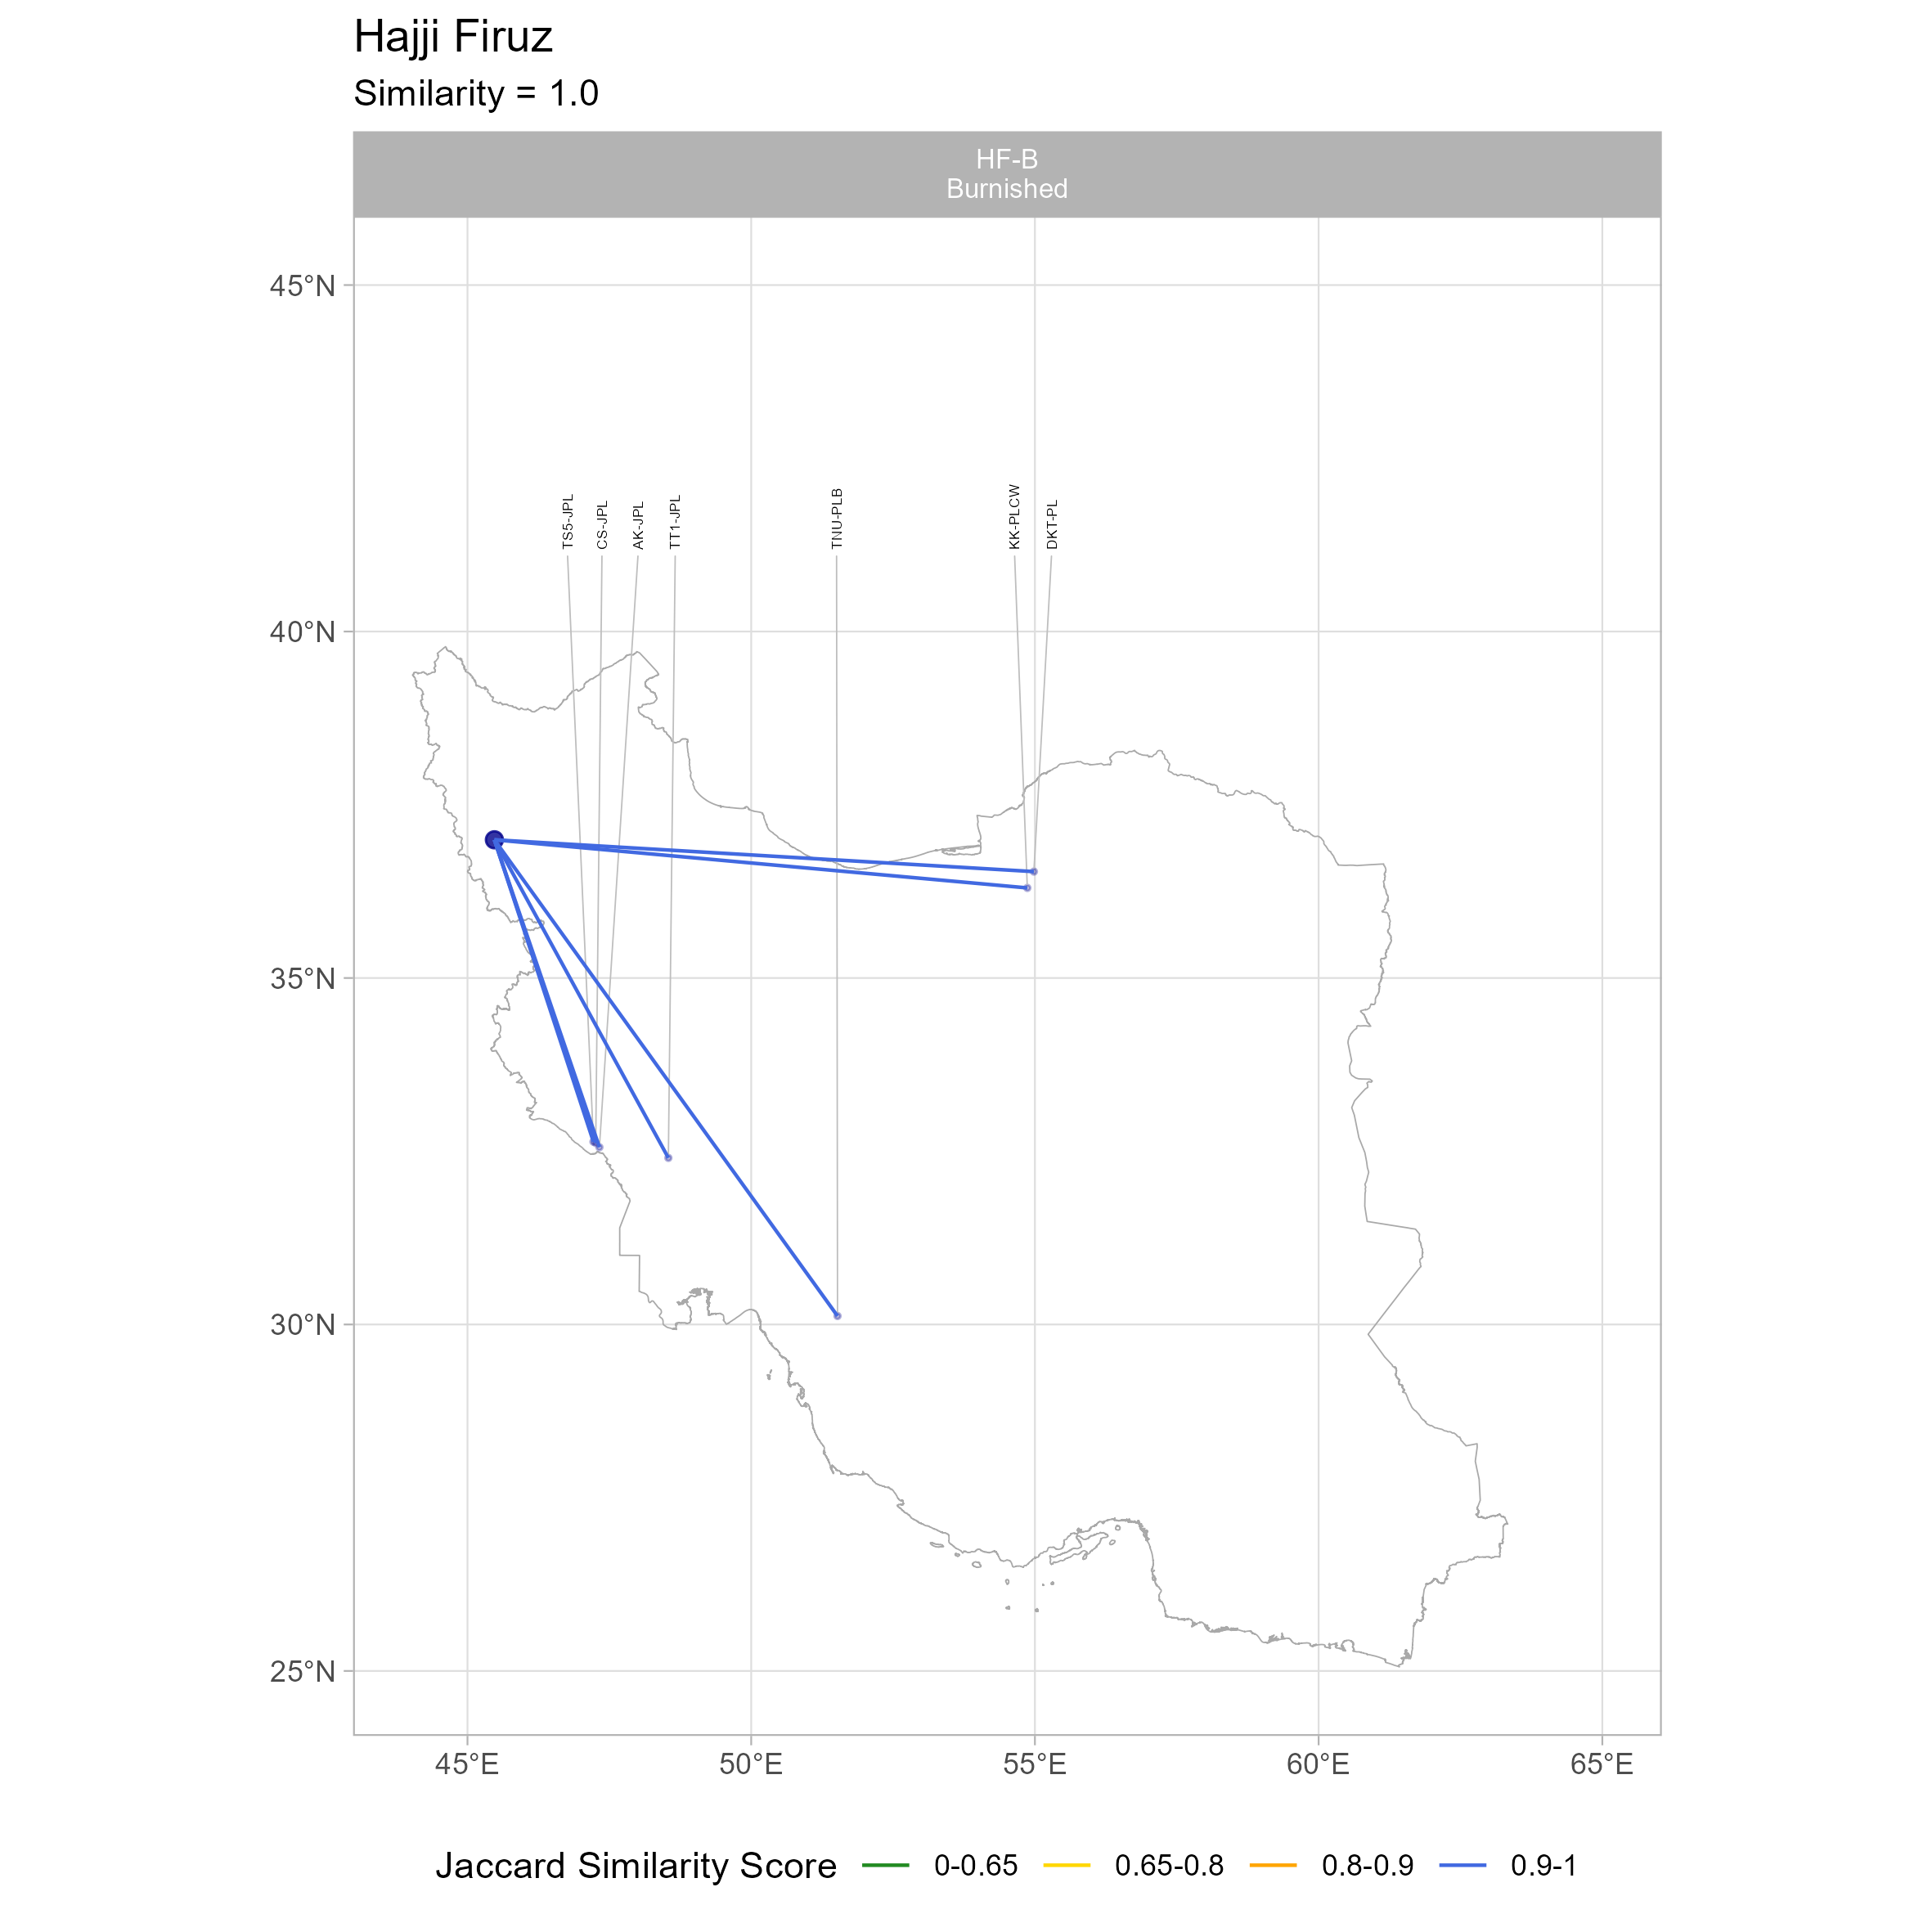 Hajji Firuz
Similarity = 1.0
HF-B
Burnished
45°N
40°N
35°N
30°N
25°N
TS5-JPL
CS-JPL
AK-JPL
TT1-JPL
TNU-PLB
KK-PLCW
DKT-PL
45°E
50°E
55°E
60°E
65°E
Jaccard Similarity Score 0-0.65 0.65-0.8 0.8-0.9 0.9-1